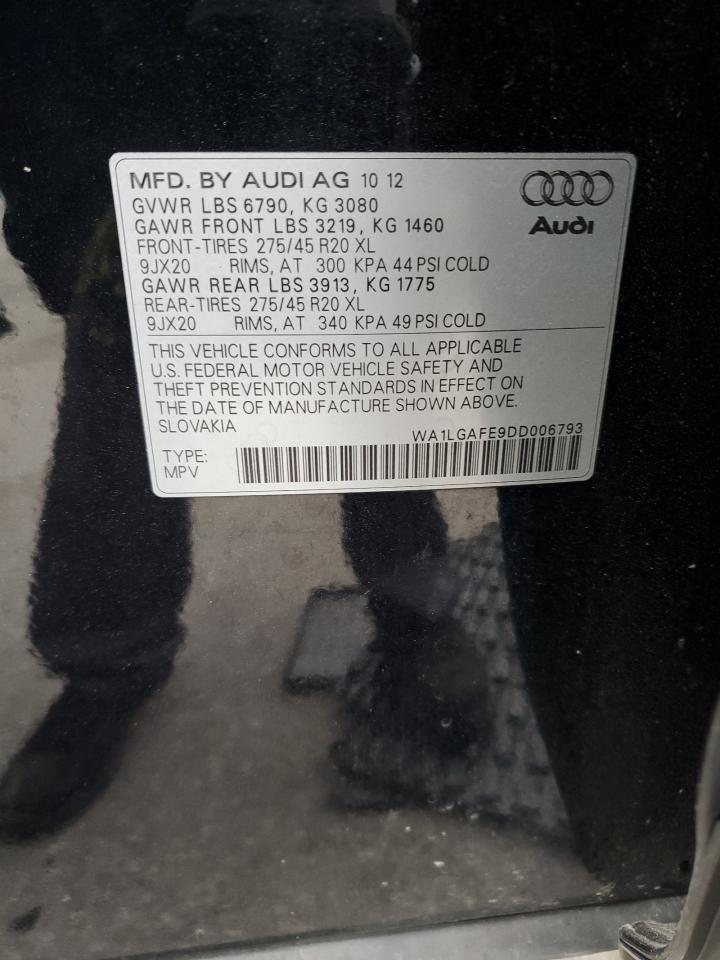 MFD. BY AUDI AG 10 12
GVWR LBS 6790, KG 3080
GAWR FRONT LBS 3219, KG 1460
FRONT-TIRES 275/45 R20 XL
9JX20 RIMS, AT 300 KPA 44 PSI COLD
GAWR REAR LBS 3913, KG 1775
REAR-TIRES 275/45 R20 XL
9JX20 RIMS, AT 340 KPA 49 PSI COLD
Audi
THIS VEHICLE CONFORMS TO ALL APPLICABLE
U.S. FEDERAL MOTOR VEHICLE SAFETY AND
THEFT PREVENTION STANDARDS IN EFFECT ON
THE DATE OF MANUFACTURE SHOWN ABOVE.
SLOVAKIA
WA1LGAFE9DD006793
TYPE:
MPV